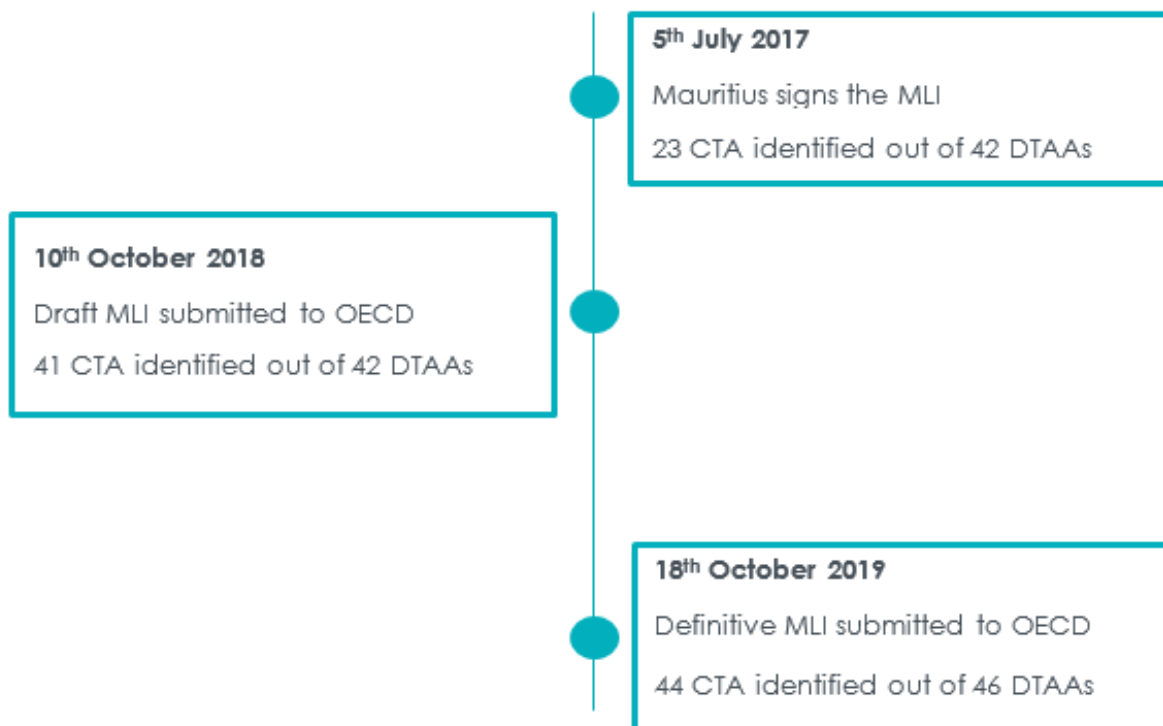 5th July 2017
Mauritius signs the MLI
23 CTA identified out of 42 DTAAs
10th October 2018
Draft MLI submitted to OECD
41 CTA identified out of 42 DTAAs
18th October 2019
Definitive MLI submitted to OECD
44 CTA identified out of 46 DTAAs